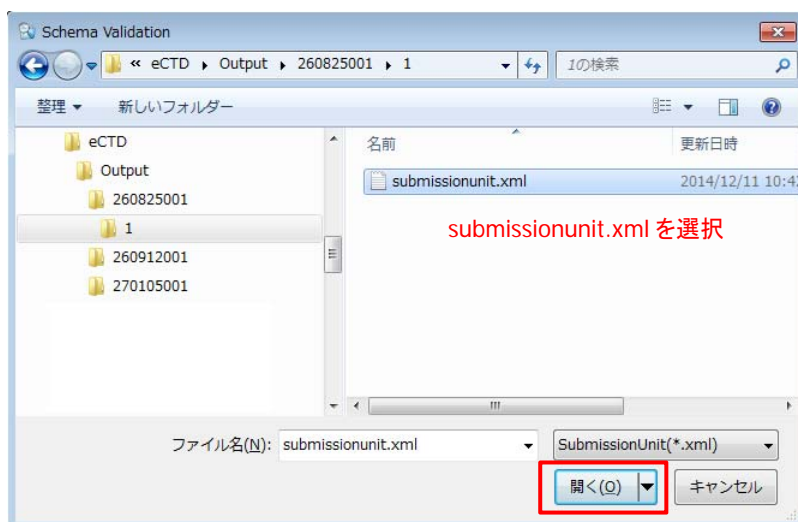 Schema Validation
« eCTD ▸ Output ▸ 260825001 ▸ 1
1の検索
整理 ▼ 新しいフォルダー
eCTD
Output
260825001
1
260912001
270105001
名前 更新日時
submissionunit.xml 2014/12/11 10:4
submissionunit.xml を選択
ファイル名(N): submissionunit.xml SubmissionUnit(*.xml)
開く(O) キャンセル